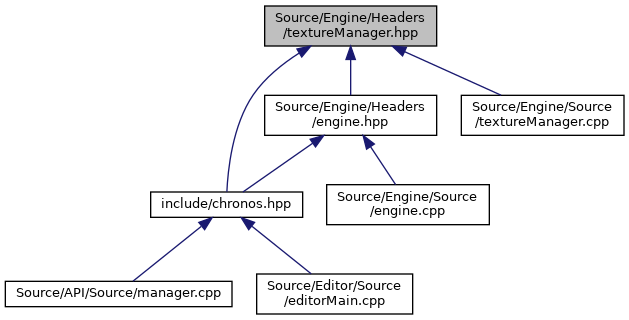 Source/Engine/Headers
/textureManager.hpp
Source/Engine/Headers
/engine.hpp
Source/Engine/Source
/textureManager.cpp
include/chronos.hpp
Source/Engine/Source
/engine.cpp
Source/API/Source/manager.cpp
Source/Editor/Source
/editorMain.cpp